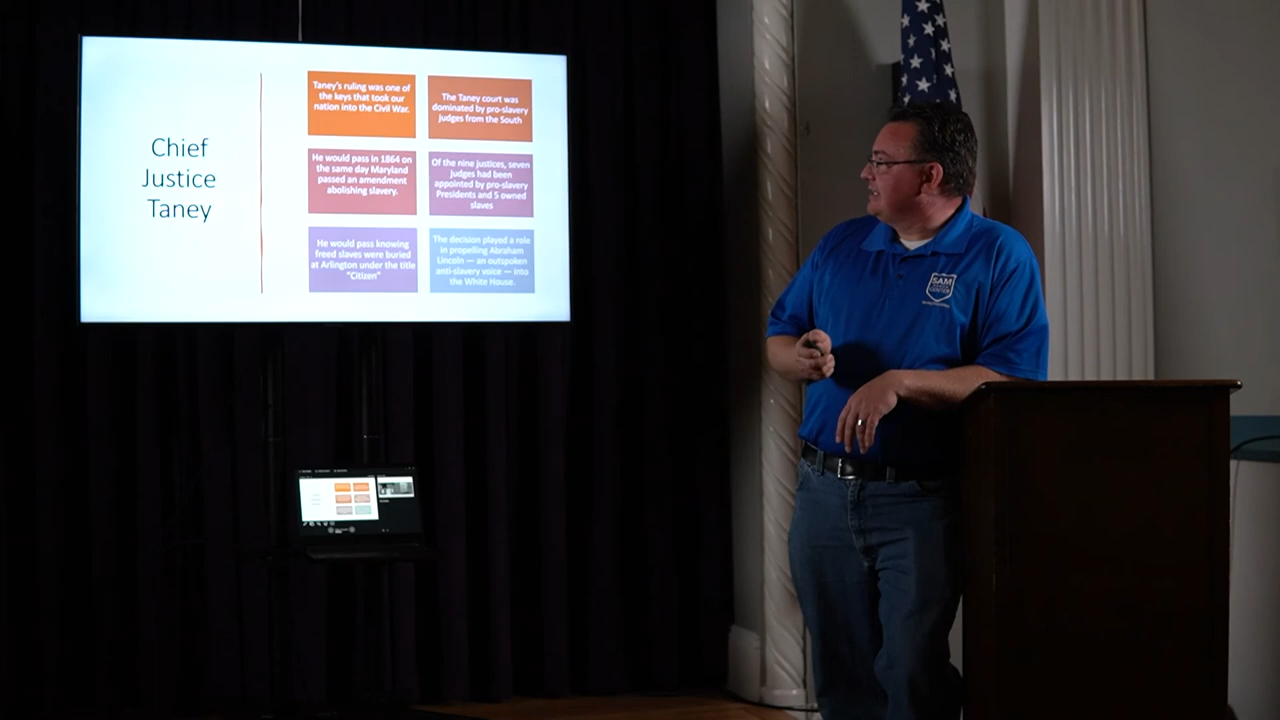 Chief
Justice
Taney
Taney's ruling was one of
the keys that took our
nation into the Civil War.
The Taney court was
dominated by pro-slavery
judges from the South
He would pass in 1864 on
the same day Maryland
passed an amendment
abolishing slavery.
Of the nine justices, seven
judges had been
appointed by pro-slavery
Presidents and 5 owned
slaves
He would pass knowing
freed slaves were buried
at Arlington under the title
"Citizen"
The decision played a role
in propelling Abraham
Lincoln — an outspoken
anti-slavery voice — into
the White House.
SAM
CENTER